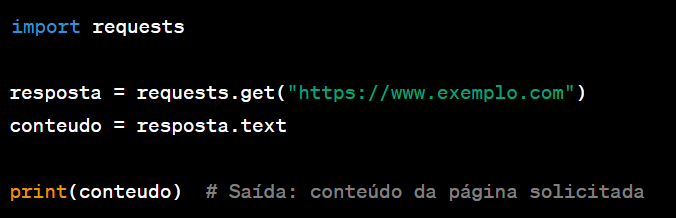 import requests
resposta = requests.get("https://www.exemplo.com")
conteudo = resposta.text
print(conteudo)  # Saída: conteúdo da página solicitada